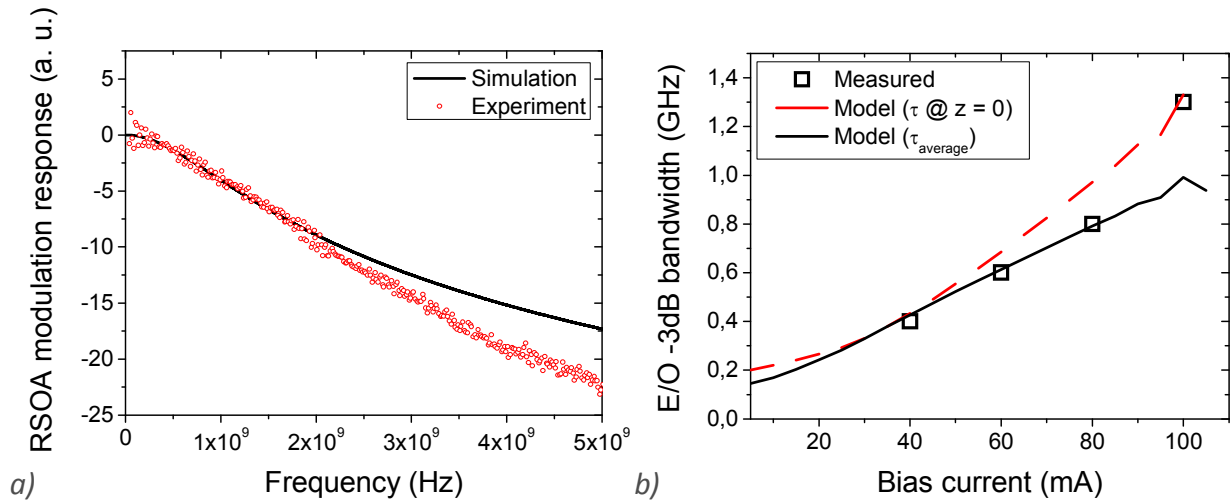 RSOA modulation response (a. u.)
5
0
-5
-10
-15
-20
-25
Simulation
Experiment
0 1x10⁹ 2x10⁹ 3x10⁹ 4x10⁹ 5x10⁹
Frequency (Hz)
a)
E/O -3dB bandwidth (GHz)
1,4
1,2
1,0
0,8
0,6
0,4
0,2
0,0
Measured
Model (τ @ z = 0)
Model (τaverage)
20 40 60 80 100
Bias current (mA)
b)